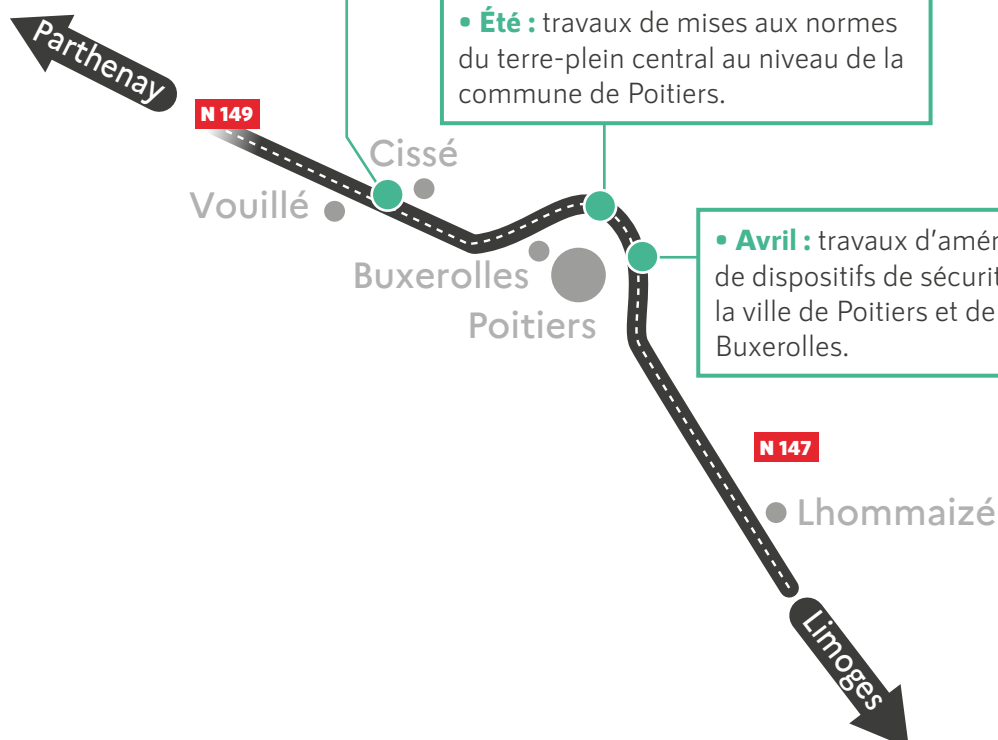 • Été : travaux de mises aux normes
du terre-plein central au niveau de la
commune de Poitiers.
Parthenay
N 149
Cissé
Vouillé
• Avril : travaux
de dispositifs de
la ville de Poitiers et de
Buxerolles.
Buxerolles
Poitiers
N 147
Lhommaizé
Limoges